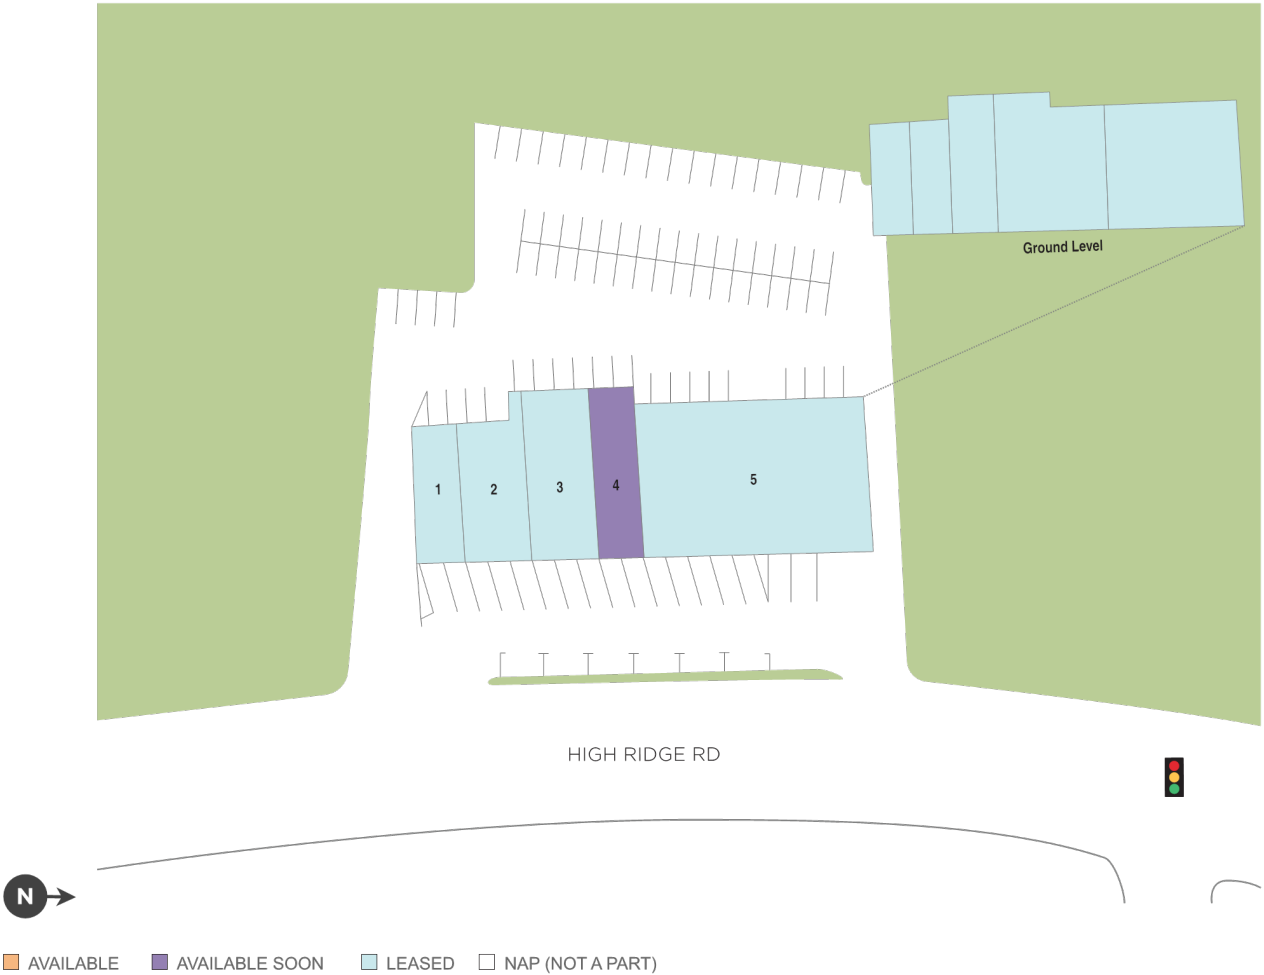 Ground Level
1
2
3
4
5
HIGH RIDGE RD
N
AVAILABLE
AVAILABLE SOON
LEASED
NAP (NOT A PART)